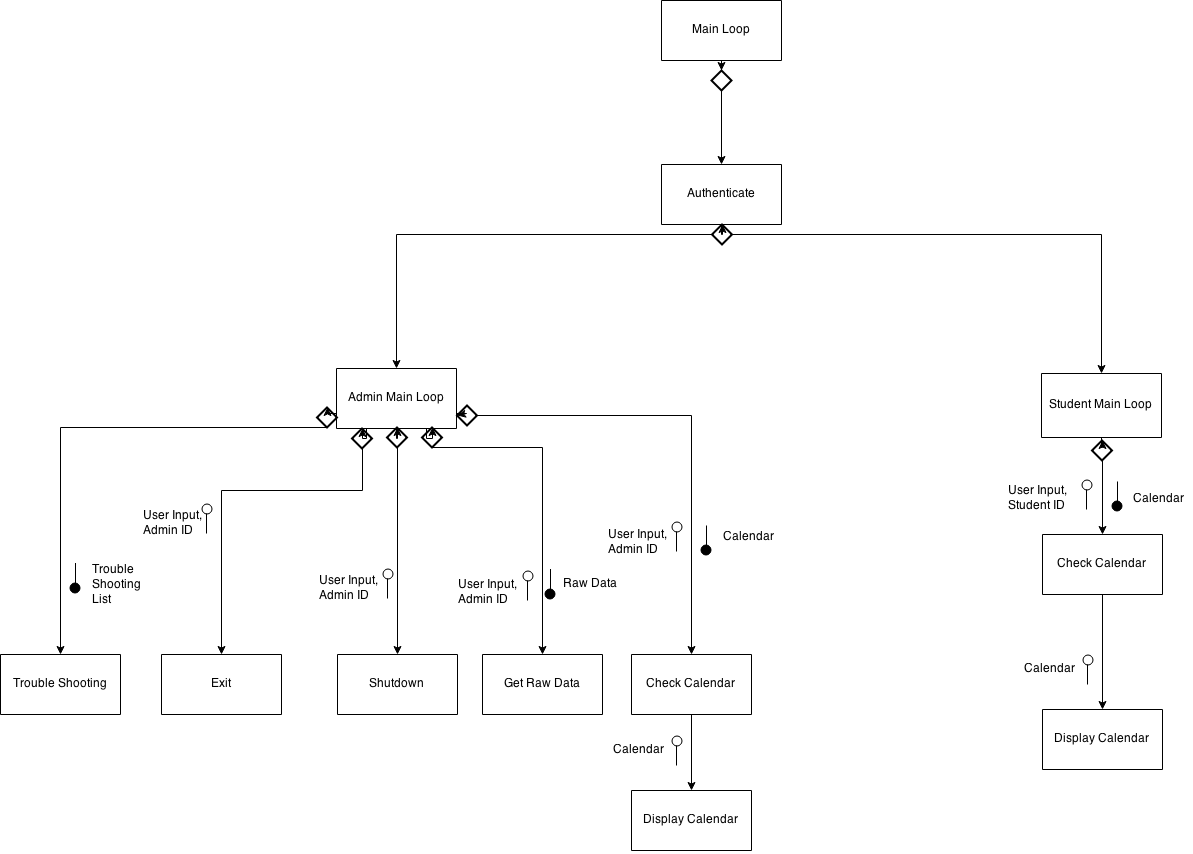 Main Loop
Authenticate
Admin Main Loop
Student Main Loop
User Input,
Student ID
Calendar
User Input,
Admin ID
User Input,
Admin ID
Calendar
Check Calendar
Trouble
Shooting
List
User Input,
Admin ID
User Input,
Admin ID
Raw Data
Calendar
Trouble Shooting
Exit
Shutdown
Get Raw Data
Check Calendar
Display Calendar
Calendar
Display Calendar